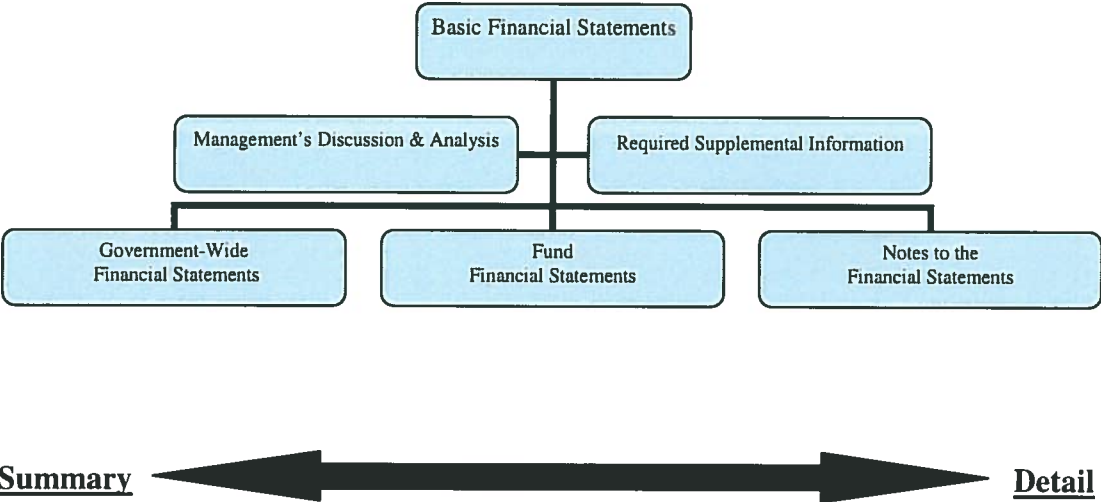 Basic Financial Statements
Management's Discussion & Analysis
Required Supplemental Information
Government-Wide
Financial Statements
Fund
Financial Statements
Notes to the
Financial Statements
Summary
Detail